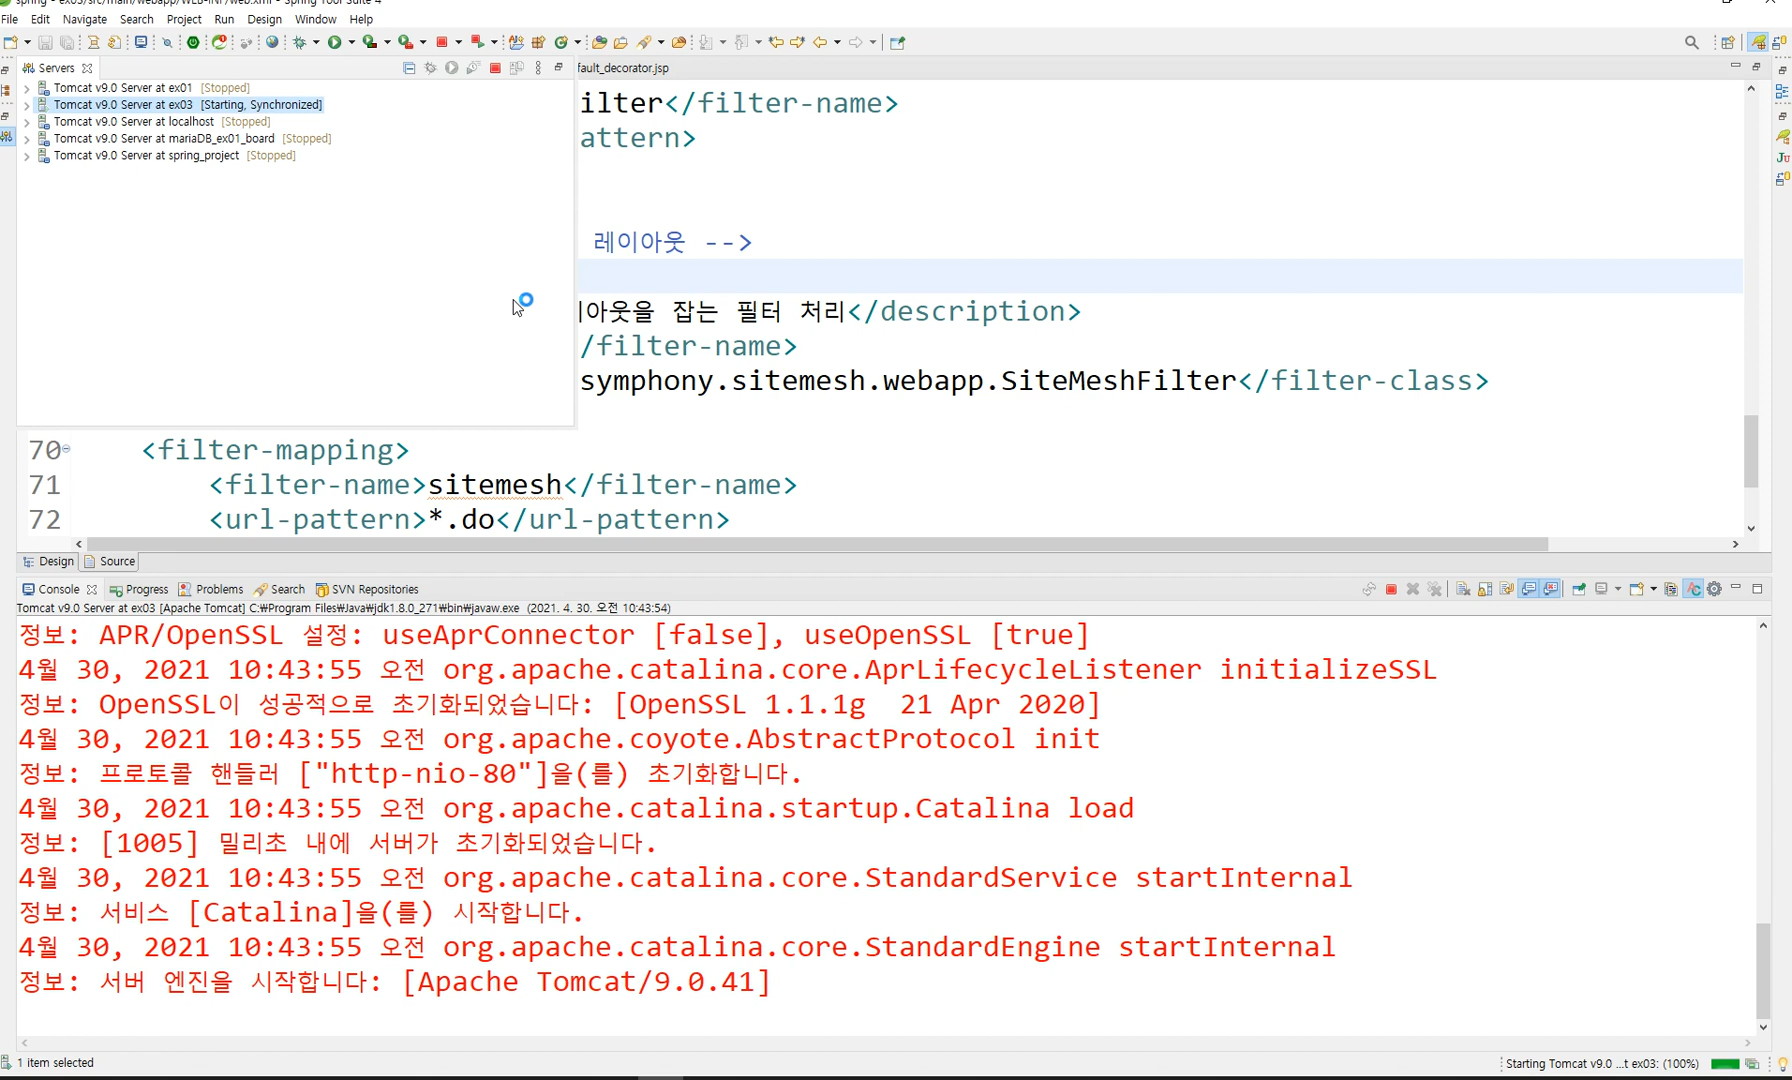 spring - ex03/src/main/webapp/WEB-INF/web.xml - Spring Tool Suite 4
File Edit Navigate Search Project Run Design Window Help
Servers
fault_decorator.jsp
Tomcat v9.0 Server at ex01 [Stopped]
Tomcat v9.0 Server at ex03 [Starting, Synchronized]
Tomcat v9.0 Server at localhost [Stopped]
Tomcat v9.0 Server at mariaDB_ex01_board [Stopped]
Tomcat v9.0 Server at spring_project [Stopped]
ilter</filter-name>
attern>
레이아웃 -->
이아웃을 잡는 필터 처리</description>
/filter-name>
symphony.sitemesh.webapp.SiteMeshFilter</filter-class>
70 <filter-mapping>
71 <filter-name>sitemesh</filter-name>
72 <url-pattern>*.do</url-pattern>
Design Source
Console Progress Problems Search SVN Repositories
Tomcat v9.0 Server at ex03 [Apache Tomcat] C:₩Program Files₩Java₩jdk1.8.0_271₩bin₩javaw.exe (2021. 4. 30. 오전 10:43:54)
정보: APR/OpenSSL 설정: useAprConnector [false], useOpenSSL [true]
4월 30, 2021 10:43:55 오전 org.apache.catalina.core.AprLifecycleListener initializeSSL
정보: OpenSSL이 성공적으로 초기화되었습니다: [OpenSSL 1.1.1g  21 Apr 2020]
4월 30, 2021 10:43:55 오전 org.apache.coyote.AbstractProtocol init
정보: 프로토콜 핸들러 ["http-nio-80"]을(를) 초기화합니다.
4월 30, 2021 10:43:55 오전 org.apache.catalina.startup.Catalina load
정보: [1005] 밀리초 내에 서버가 초기화되었습니다.
4월 30, 2021 10:43:55 오전 org.apache.catalina.core.StandardService startInternal
정보: 서비스 [Catalina]을(를) 시작합니다.
4월 30, 2021 10:43:55 오전 org.apache.catalina.core.StandardEngine startInternal
정보: 서버 엔진을 시작합니다: [Apache Tomcat/9.0.41]
1 item selected
Starting Tomcat v9.0 ...t ex03: (100%)